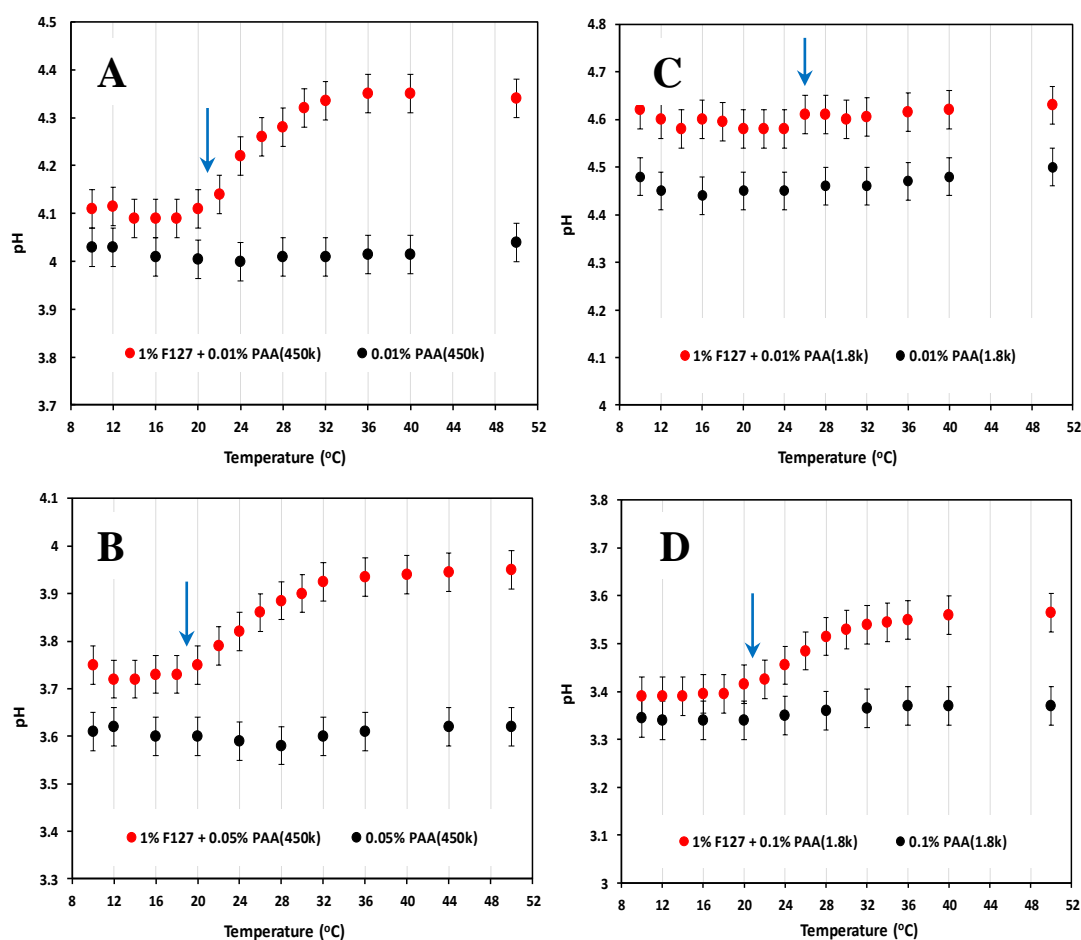 A
pH
4.5
4.4
4.3
4.2
4.1
4
3.9
3.8
3.7
1% F127 + 0.01% PAA(450k) 0.01% PAA(450k)
8 12 16 20 24 28 32 36 40 44 48 52
Temperature (°C)
C
pH
4.8
4.7
4.6
4.5
4.4
4.3
4.2
4.1
4
1% F127 + 0.01% PAA(1.8k) 0.01% PAA(1.8k)
8 12 16 20 24 28 32 36 40 44 48 52
Temperature (°C)
B
pH
4.1
4
3.9
3.8
3.7
3.6
3.5
3.4
3.3
1% F127 + 0.05% PAA(450k) 0.05% PAA(450k)
8 12 16 20 24 28 32 36 40 44 48 52
Temperature (°C)
D
pH
3.8
3.7
3.6
3.5
3.4
3.3
3.2
3.1
3
1% F127 + 0.1% PAA(1.8k) 0.1% PAA(1.8k)
8 12 16 20 24 28 32 36 40 44 48 52
Temperature (°C)